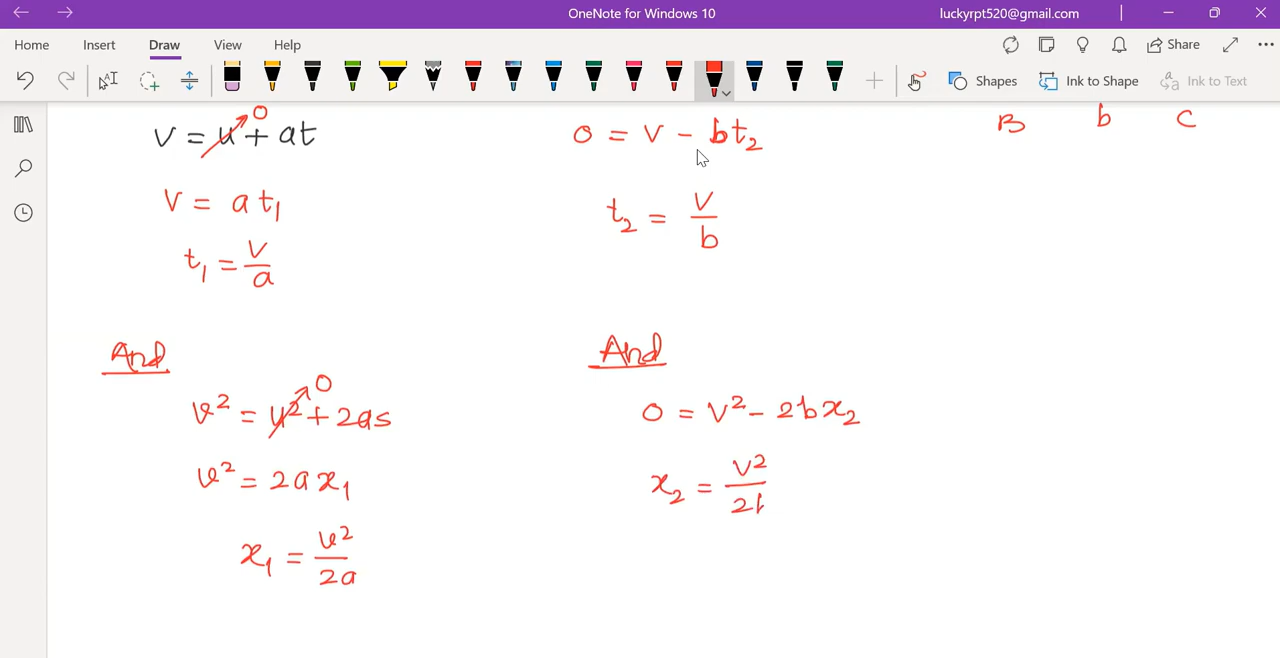 OneNote for Windows 10
luckyrpt520@gmail.com
Home Insert Draw View Help
Share
Shapes
Ink to Shape
Ink to Text
B b C
0
v = u + at
v = at₁
t₁ = v/a
And
0
v² = u² + 2as
v² = 2ax₁
x₁ = v²/2a
0 = v - bt₂
t₂ = v/b
And
0 = v² - 2bx₂
x₂ = v²/2b